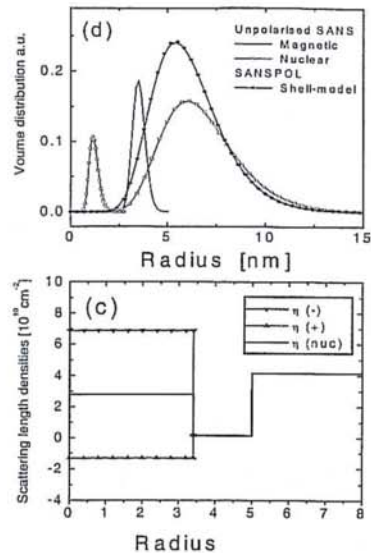 (d)
Unpolarised SANS
Magnetic
Nuclear
SANSPOL
Shell-model
Voume distribution a.u.
0.2
0.1
0.0
0 5 10 15
Radius [nm]
(c)
η (-)
η (+)
η (nuc)
Scattering length densities [10¹⁰cm⁻²]
10
8
6
4
2
0
-2
-4
0 1 2 3 4 5 6 7 8
Radius